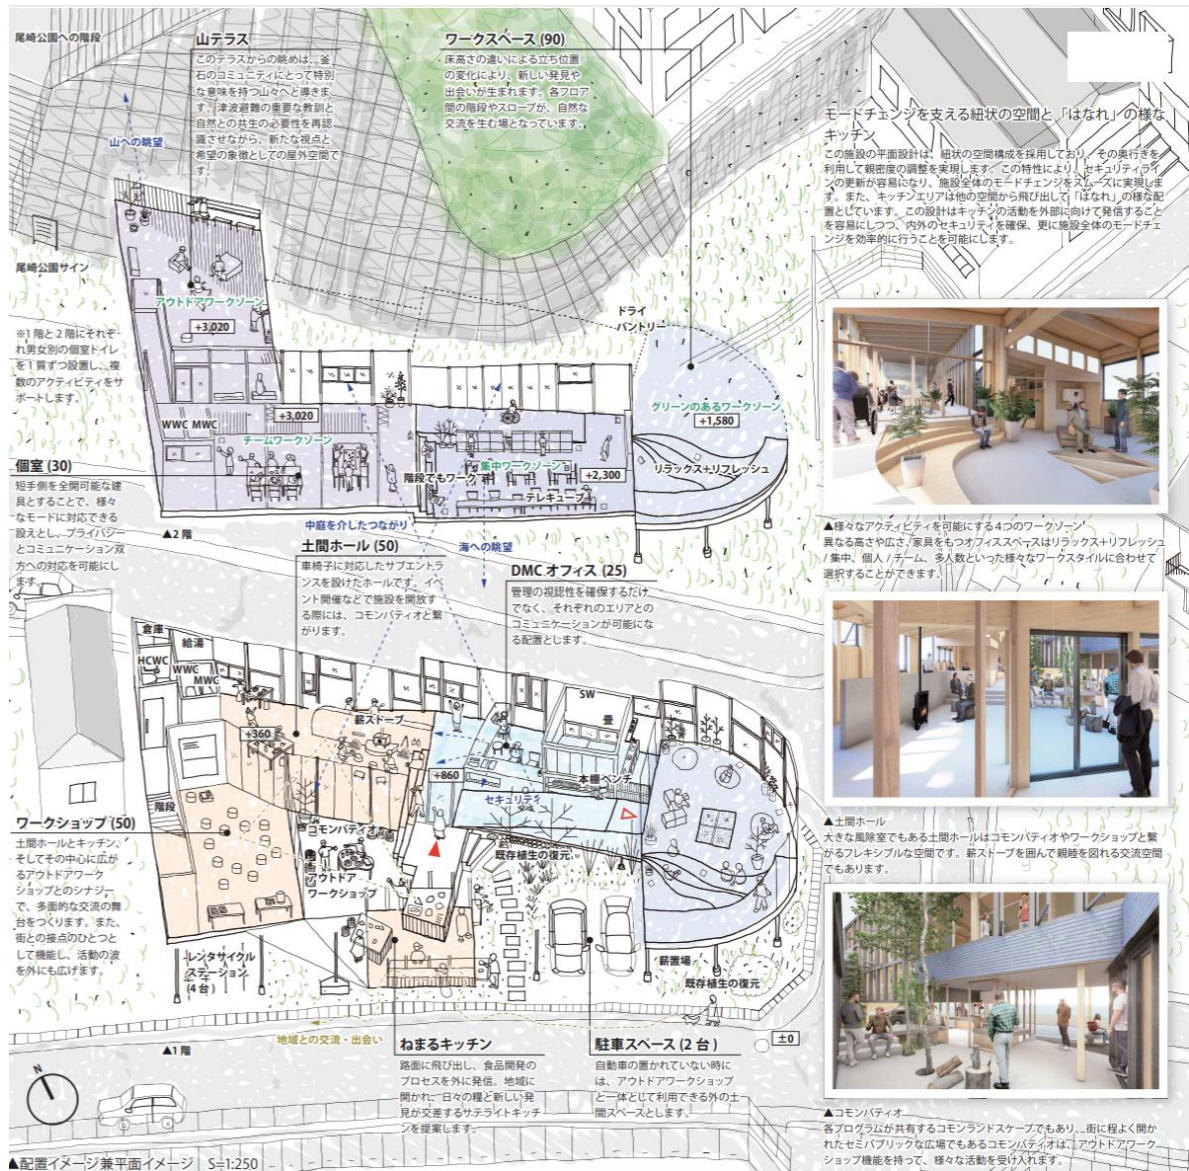 尾崎公園への階段
山テラス
このテラスからの眺めは、釜
石のコミュニティにとって特別
な意味を持つ山々へと導きま
す。津波避難の重要な教訓と
自然との共生の必要性を再認
識させながら、新たな視点と
希望の象徴としての屋外空間で
す。
ワークスペース (90)
床高さの違いによる立ち位置
の変化により、新しい発見や
出会いが生まれます。各フロア
間の階段やスロープが、自然な
交流を生む場となっています。
モードチェンジを支える紐状の空間と「はなれ」の様な
キッチン
この施設の平面設計は、紐状の空間構成を採用しており、その奥行きを
利用して親密度の調整を実現します。この特性により、セキュリティライ
ンの更新が容易になり、施設全体のモードチェンジをスムーズに実現しま
す。また、キッチンエリアは他の空間から飛び出して「はなれ」の様な配
置としています。この設計はキッチンの活動を外部に向けて発信すること
を容易にしつつ、内外のセキュリティを確保、更に施設全体のモードチェ
ンジを効率的に行うことを可能にします。
山への眺望
尾崎公園サイン
アウトドアワークゾーン
+3,020
ドライ
パントリー
※1階と2階にそれぞ
れ男女別の個室トイレ
を1質ずつ設置し、複
数のアクティビティをサ
ポートします。
WWC MWC
+3,020
チームワークゾーン
階段でもワーク
集中ワークゾーン
+2,300
テレキューブ
グリーンのあるワークゾーン
+1,580
リラックス+リフレッシュ
個室 (30)
短手側を全開可能な建
具とすることで、様々
なモードに対応できる
設えとし、プライバシー
とコミュニケーション双
方への対応を可能にし
ます。
▲2階
中庭を介したつながり
海への眺望
▲様々なアクティビティを可能にする4つのワークゾーン
異なる高さや広さ/家具をもつオフィススペースはリラックス+リフレッシュ
/集中、個人/チーム、多人数といった様々なワークスタイルに合わせて
選択することができます。
土間ホール (50)
車椅子に対応したサブエントラ
ンスを設けたホールです。イベ
ント開催などで施設を開放す
る際には、コモンパティオと繋
がります。
DMC オフィス (25)
管理の視認性を確保するだけ
でなく、それぞれのエリアとの
コミュニケーションが可能にな
る配置とします。
倉庫
給湯
HCWC
WWC
MWC
+360
薪ストーブ
SW
畳
+860
本棚ベンチ
セキュリティ
階段
コモンパティオ
アウトドア
ワークショップ
既存植生の復元
ワークショップ (50)
土間ホールとキッチン、
そしてその中心に広が
るアウトドアワーク
ショップとのシナジー
で、多面的な交流の舞
台をつくります。また、
街との接点のひとつと
して機能し、活動の波
を外にも広げます。
レンタサイクル
ステーション
(4台)
薪置場
既存植生の復元
▲土間ホール
大きな風除室でもある土間ホールはコモンパティオやワークショップと繋
がるフレキシブルな空間です。薪ストーブを囲んで親睦を図れる交流空間
でもあります。
地域との交流・出会い
▲1階
±0
ねまるキッチン
路面に飛び出し、食品開発の
プロセスを外に発信。地域に
開かれ、日々の糧と新しい発
見が交差するサテライトキッチ
ンを提案します。
駐車スペース (2台)
自動車の置かれていない時に
は、アウトドアワークショップ
と一体として利用できる外の土
間スペースとします。
▲コモンパティオ
各プログラムが共有するコモンランドスケープでもあり、街に程よく開か
れたセミパブリックな広場でもあるコモンパティオは、アウトドアワーク
ショップ機能を持って、様々な活動を受け入れます。
N
▲配置イメージ兼平面イメージ S=1:250